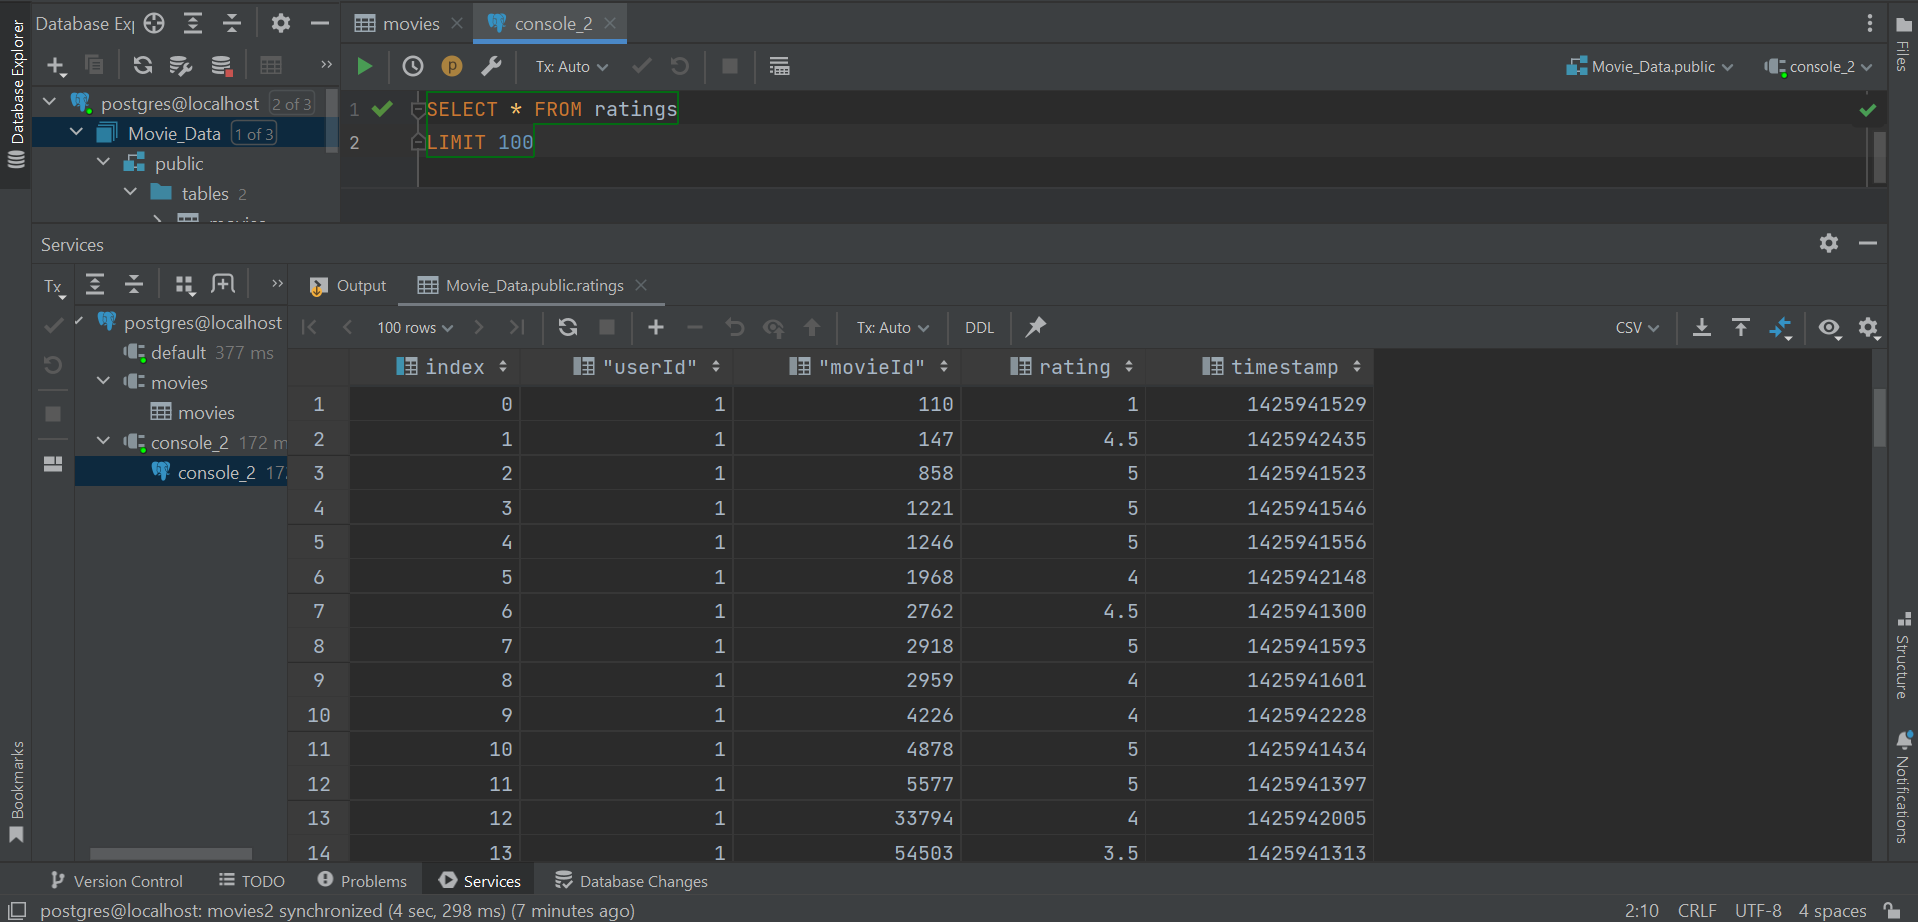 Database Exp
movies
console_2
Database Explorer
Files
Tx: Auto
Movie_Data.public
console_2
postgres@localhost 2 of 3
Movie_Data 1 of 3
public
tables 2
movies
1 SELECT * FROM ratings
2 LIMIT 100
Services
Tx
Output
Movie_Data.public.ratings
100 rows
Tx: Auto
DDL
CSV
postgres@localhost
default 377 ms
movies
movies
console_2 172 m
console_2 17
index "userId" "movieId" rating timestamp
1 0 1 110 1 1425941529
2 1 1 147 4.5 1425942435
3 2 1 858 5 1425941523
4 3 1 1221 5 1425941546
5 4 1 1246 5 1425941556
6 5 1 1968 4 1425942148
7 6 1 2762 4.5 1425941300
8 7 1 2918 5 1425941593
9 8 1 2959 4 1425941601
10 9 1 4226 4 1425942228
11 10 1 4878 5 1425941434
12 11 1 5577 5 1425941397
13 12 1 33794 4 1425942005
14 13 1 54503 3.5 1425941313
Structure
Notifications
Bookmarks
Version Control
TODO
Problems
Services
Database Changes
postgres@localhost: movies2 synchronized (4 sec, 298 ms) (7 minutes ago)
2:10 CRLF UTF-8 4 spaces